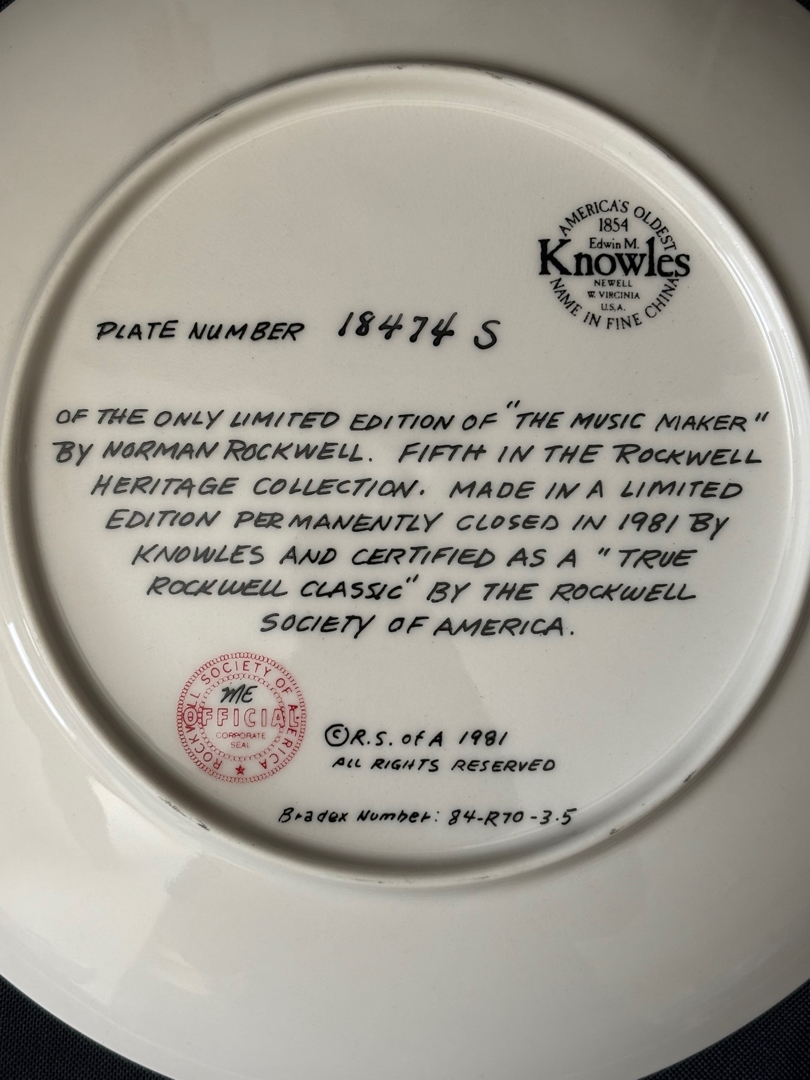 AMERICA'S OLDEST
1854
Edwin M.
Knowles
NEWELL
W. VIRGINIA
U.S.A.
NAME IN FINE CHINA
PLATE NUMBER 18474 S
OF THE ONLY LIMITED EDITION OF "THE MUSIC MAKER"
BY NORMAN ROCKWELL. FIFTH IN THE ROCKWELL
HERITAGE COLLECTION. MADE IN A LIMITED
EDITION PERMANENTLY CLOSED IN 1981 BY
KNOWLES AND CERTIFIED AS A "TRUE
ROCKWELL CLASSIC" BY THE ROCKWELL
SOCIETY OF AMERICA.
ROCKWELL SOCIETY OF AMERICA
ME
OFFICIAL
CORPORATE
SEAL
©R.S. of A 1981
ALL RIGHTS RESERVED
Bradex Number: 84-R70-3.5